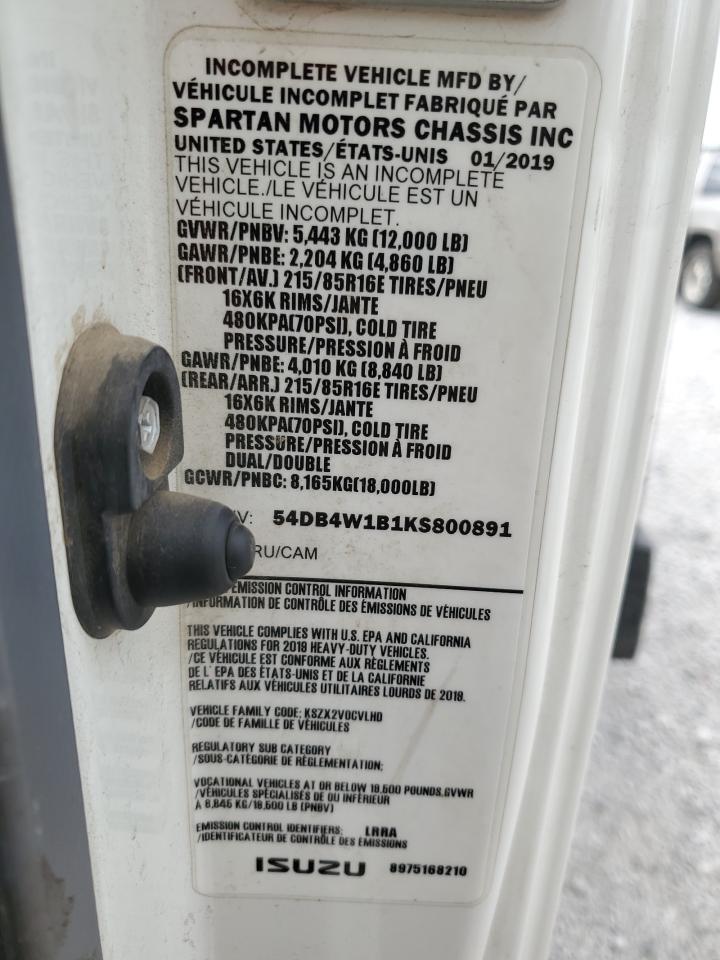 INCOMPLETE VEHICLE MFD BY/
VÉHICULE INCOMPLET FABRIQUÉ PAR
SPARTAN MOTORS CHASSIS INC
UNITED STATES/ÉTATS-UNIS 01/2019
THIS VEHICLE IS AN INCOMPLETE
VEHICLE./LE VÉHICULE EST UN
VÉHICULE INCOMPLET.
GVWR/PNBV: 5,443 KG (12,000 LB)
GAWR/PNBE: 2,204 KG (4,860 LB)
(FRONT/AV.) 215/85R16E TIRES/PNEU
16X6K RIMS/JANTE
480KPA(70PSI), COLD TIRE
PRESSURE/PRESSION À FROID
GAWR/PNBE: 4,010 KG (8,840 LB)
(REAR/ARR.) 215/85R16E TIRES/PNEU
16X6K RIMS/JANTE
480KPA(70PSI), COLD TIRE
PRESSURE/PRESSION À FROID
DUAL/DOUBLE
GCWR/PNBC: 8,165KG(18,000LB)
V: 54DB4W1B1KS800891
RU/CAM
EMISSION CONTROL INFORMATION
/INFORMATION DE CONTRÔLE DES ÉMISSIONS DE VÉHICULES
THIS VEHICLE COMPLIES WITH U.S. EPA AND CALIFORNIA
REGULATIONS FOR 2019 HEAVY-DUTY VEHICLES.
/CE VÉHICULE EST CONFORME AUX RÈGLEMENTS
DE L' EPA DES ÉTATS-UNIS ET DE LA CALIFORNIE
RELATIFS AUX VÉHICULES UTILITAIRES LOURDS DE 2019.
VEHICLE FAMILY CODE: KSZX2VOCVLHD
/CODE DE FAMILLE DE VÉHICULES
REGULATORY SUB CATEGORY
/SOUS-CATÉGORIE DE RÈGLEMENTATION:
VOCATIONAL VEHICLES AT OR BELOW 19,500 POUNDS.GVWR
/VÉHICULES SPÉCIALISÉS DE OU INFÉRIEUR
À 8,845 KG/19,500 LB (PNBV)
EMISSION CONTROL IDENTIFIERS: LRRA
/IDENTIFICATEUR DE CONTRÔLE DES ÉMISSIONS
ISUZU 8975168210